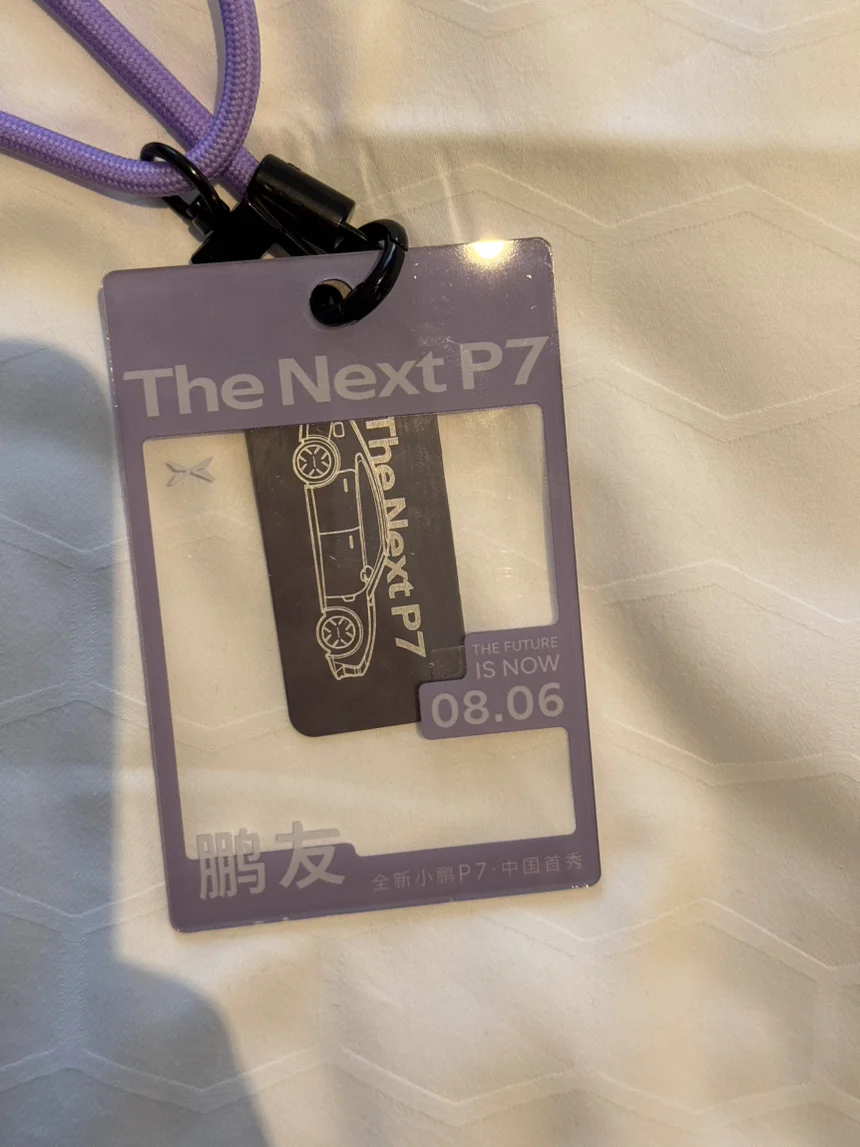 The Next P7
The Next P7
THE FUTURE
IS NOW
08.06
鹏友
全新小鹏P7·中国首秀